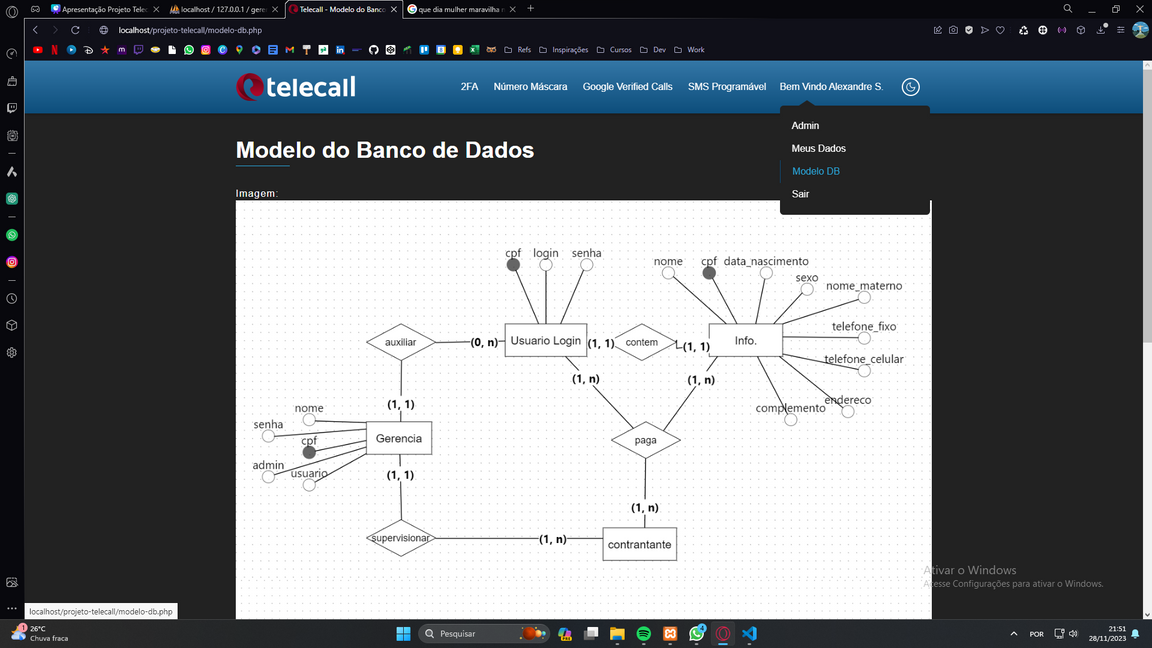 Apresentação Projeto Telec
localhost / 127.0.0.1 / gere
Telecall - Modelo do Banco
que dia mulher maravilha
localhost/projeto-telecall/modelo-db.php
Refs
Inspirações
Cursos
Dev
Work
telecall
2FA
Número Máscara
Google Verified Calls
SMS Programável
Bem Vindo Alexandre S.
Admin
Meus Dados
Modelo DB
Sair
Modelo do Banco de Dados
Imagem:
cpf login senha
nome cpf data_nascimento
sexo
nome_materno
telefone_fixo
telefone_celular
endereco
complemento
auxiliar
(0, n)
Usuario Login
(1, 1)
contem
(1, 1)
Info.
(1, n)
(1, n)
(1, 1)
nome
senha
cpf
admin
usuario
Gerencia
paga
(1, 1)
(1, n)
supervisionar
(1, n)
contrantante
Ativar o Windows
Acesse Configurações para ativar o Windows.
localhost/projeto-telecall/modelo-db.php
1
26°C
Chuva fraca
Pesquisar
4
POR
21:51
28/11/2023